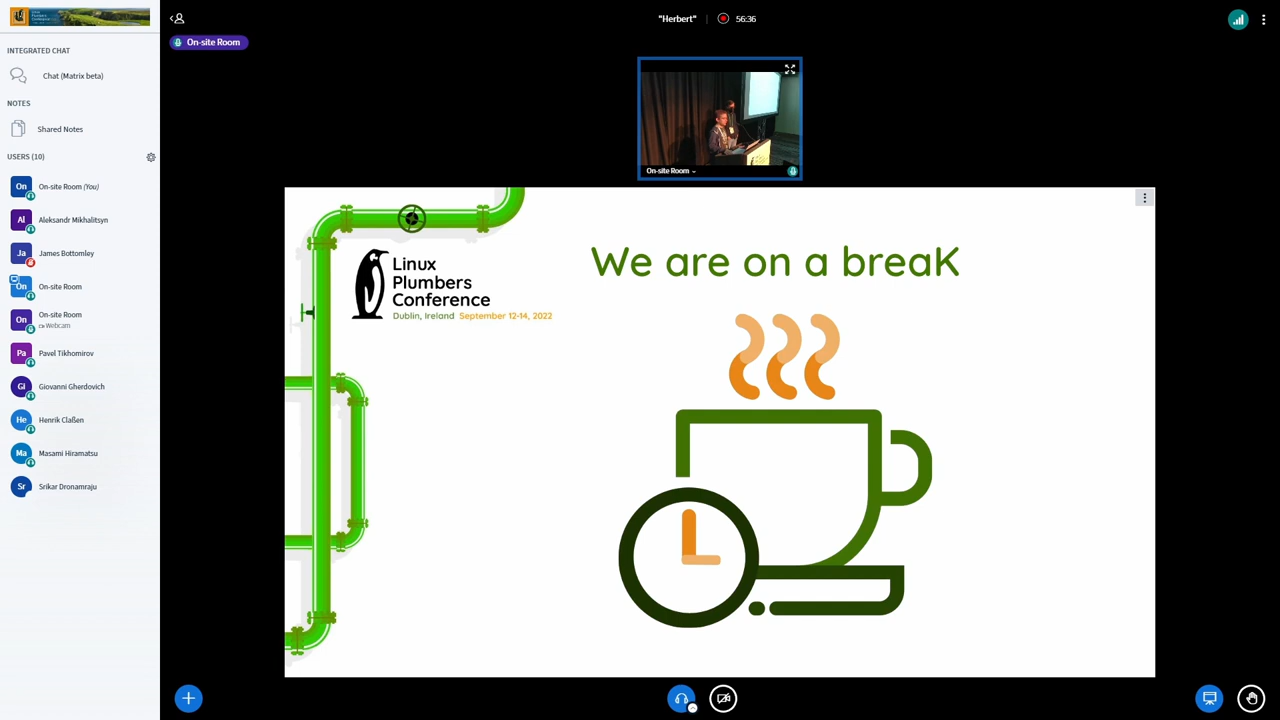 Linux
Plumbers
Conference
"Herbert"
56:36
On-site Room
INTEGRATED CHAT
Chat (Matrix beta)
NOTES
Shared Notes
USERS (10)
On
On-site Room (You)
Al
Aleksandr Mikhalitsyn
Ja
James Bottomley
On
On-site Room
On
On-site Room
Webcam
Pa
Pavel Tikhomirov
Gi
Giovanni Gherdovich
He
Henrik Claßen
Ma
Masami Hiramatsu
Sr
Srikar Dronamraju
On-site Room
Linux
Plumbers
Conference
Dublin, Ireland September 12-14, 2022
We are on a breaK